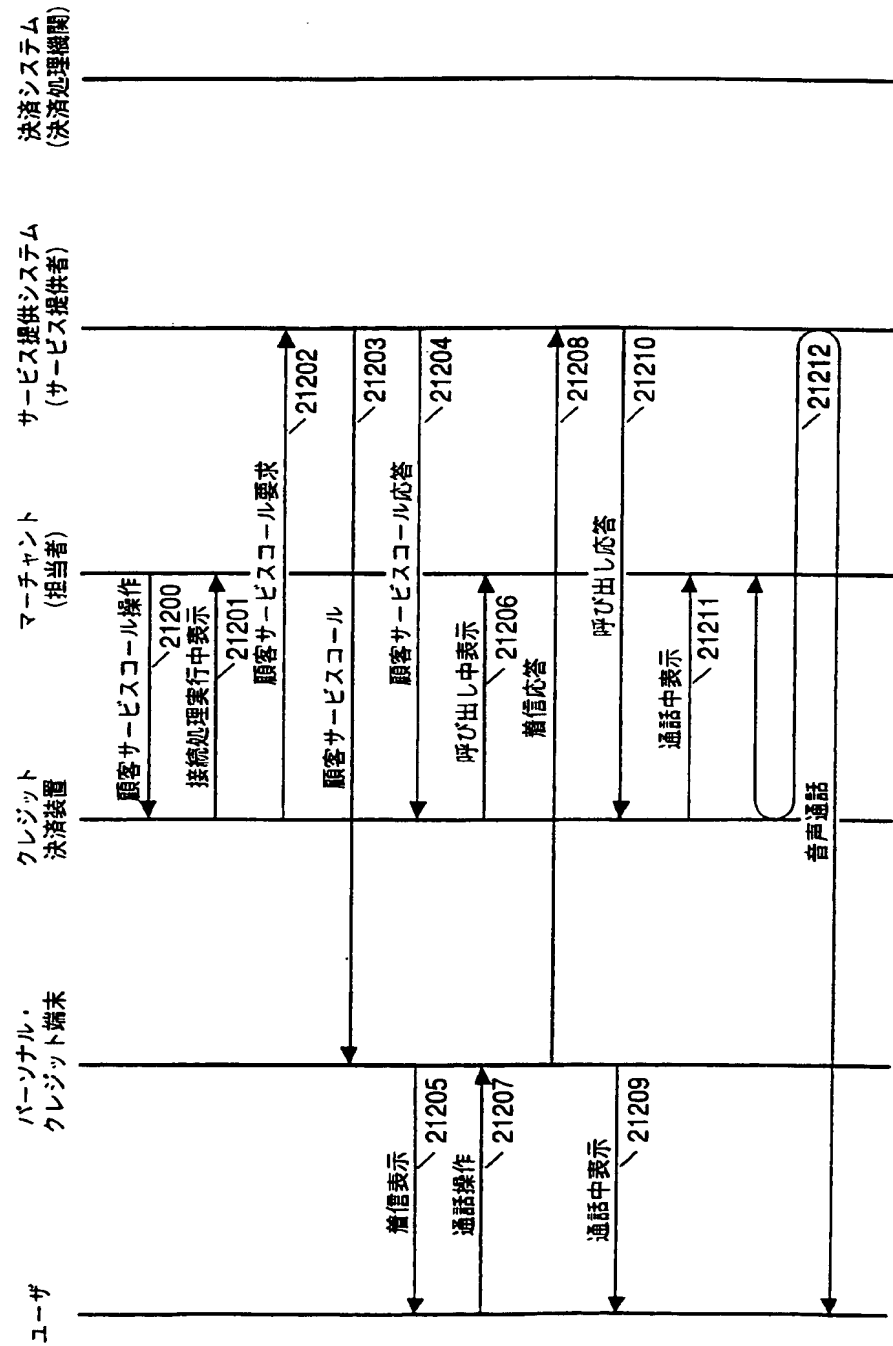 ユーザ
パーソナル・
クレジット端末
クレジット
決済装置
マーチャント
(担当者)
サービス提供システム
(サービス提供者)
決済システム
(決済処理機関)
顧客サービスコール操作
21200
接続処理実行中表示
21201
顧客サービスコール要求
21202
顧客サービスコール
21203
顧客サービスコール応答
21204
着信表示
21205
呼び出し中表示
21206
通話操作
21207
着信応答
21208
通話中表示
21209
呼び出し応答
21210
通話中表示
21211
音声通話
21212